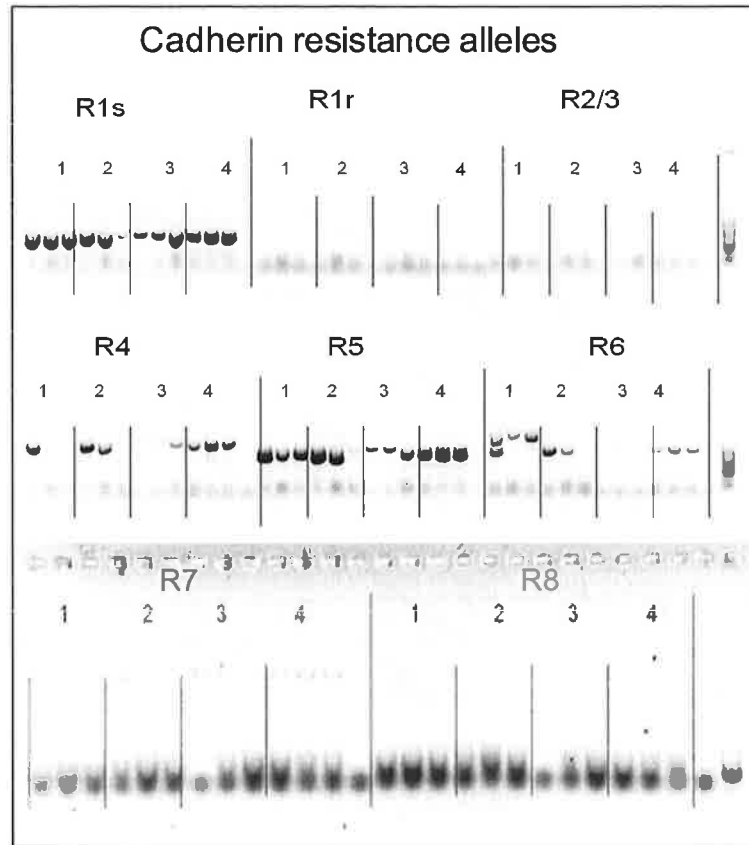 Cadherin resistance alleles
R1s R1r R2/3
1 2 3 4 1 2 3 4 1 2 3 4
R4 R5 R6
1 2 3 4 1 2 3 4 1 2 3 4
R7 R8
1 2 3 4 1 2 3 4